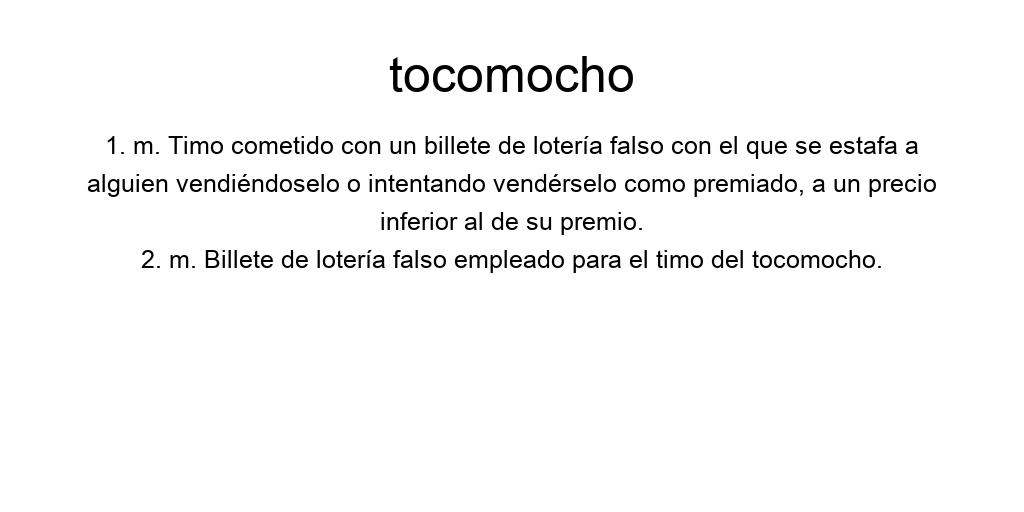 tocomocho
1. m. Timo cometido con un billete de lotería falso con el que se estafa a
alguien vendiéndoselo o intentando vendérselo como premiado, a un precio
inferior al de su premio.
2. m. Billete de lotería falso empleado para el timo del tocomocho.